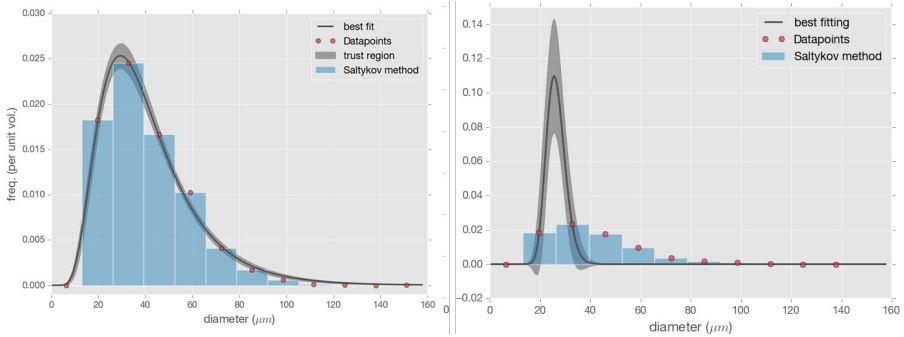 0.030
0.025
0.020
0.015
0.010
0.005
0.000
freq. (per unit vol.)
best fit
Datapoints
trust region
Saltykov method
0 20 40 60 80 100 120 140 160
diameter (μm)
0
0.14
0.12
0.10
0.08
0.06
0.04
0.02
0.00
−0.02
best fitting
Datapoints
Saltykov method
0 20 40 60 80 100 120 140 160
diameter (μm)